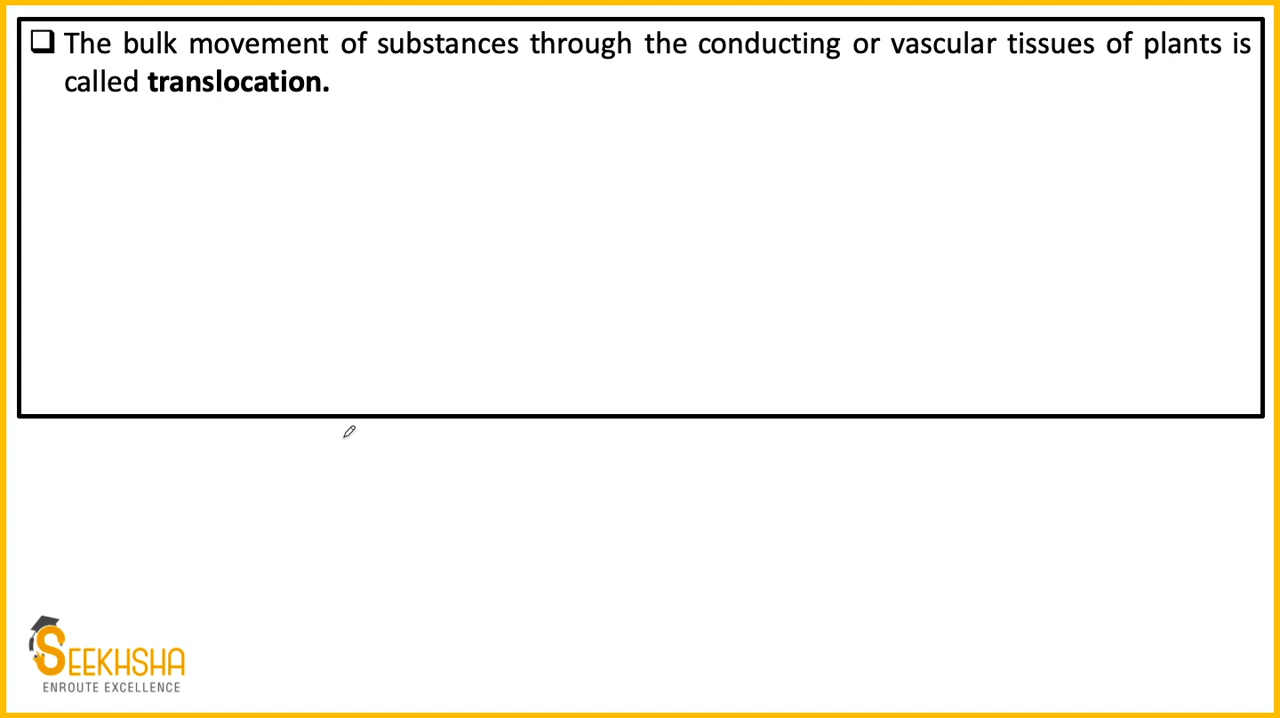 ❑ The bulk movement of substances through the conducting or vascular tissues of plants is
called translocation.
SEEKHSHA
ENROUTE EXCELLENCE